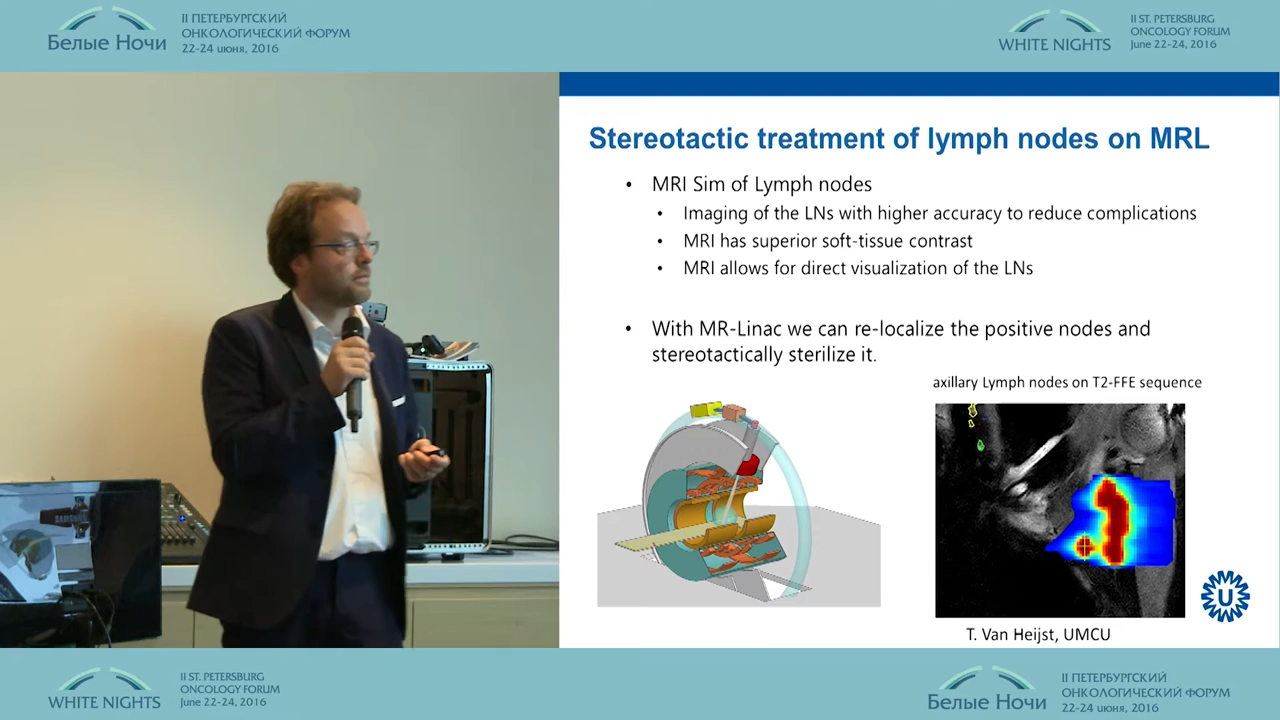 Белые Ночи
II ПЕТЕРБУРГСКИЙ
ОНКОЛОГИЧЕСКИЙ ФОРУМ
22-24 июня, 2016
WHITE NIGHTS
II ST. PETERSBURG
ONCOLOGY FORUM
June 22-24, 2016
Stereotactic treatment of lymph nodes on MRL
• MRI Sim of Lymph nodes
• Imaging of the LNs with higher accuracy to reduce complications
• MRI has superior soft-tissue contrast
• MRI allows for direct visualization of the LNs
• With MR-Linac we can re-localize the positive nodes and
stereotactically sterilize it.
axillary Lymph nodes on T2-FFE sequence
U
T. Van Heijst, UMCU
SAMSUNG
WHITE NIGHTS
II ST. PETERSBURG
ONCOLOGY FORUM
June 22-24, 2016
Белые Ночи
II ПЕТЕРБУРГСКИЙ
ОНКОЛОГИЧЕСКИЙ ФОРУМ
22-24 июня, 2016